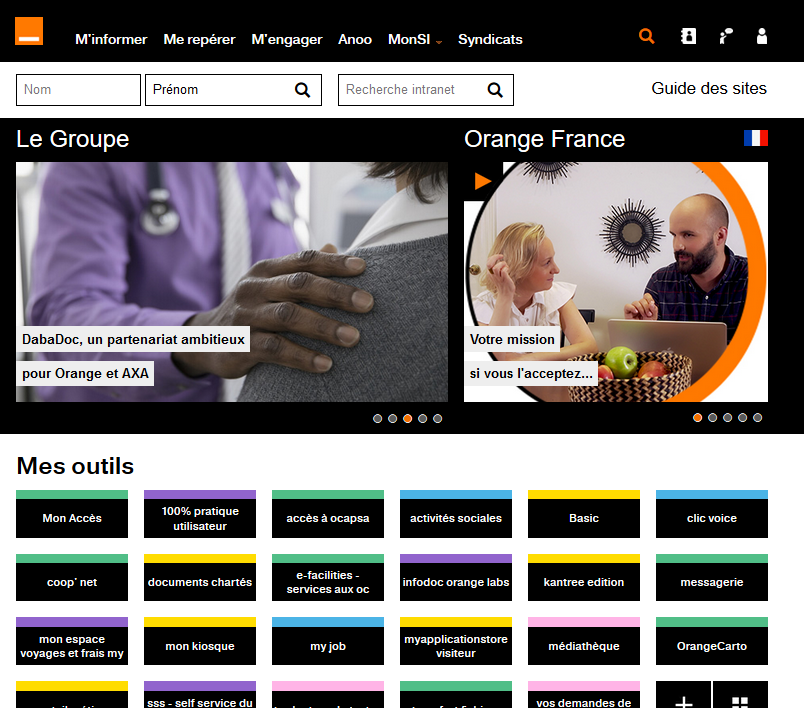 M'informer Me repérer M'engager Anoo MonSI Syndicats
Nom Prénom Recherche intranet Guide des sites
Le Groupe
DabaDoc, un partenariat ambitieux
pour Orange et AXA
Orange France
Votre mission
si vous l'acceptez...
Mes outils
Mon Accès
100% pratique
utilisateur
accès à ocapsa
activités sociales
Basic
clic voice
coop' net
documents chartés
e-facilities -
services aux oc
infodoc orange labs
kantree edition
messagerie
mon espace
voyages et frais my
mon kiosque
my job
myapplicationstore
visiteur
médiathèque
OrangeCarto
sss - self service du
vos demandes de